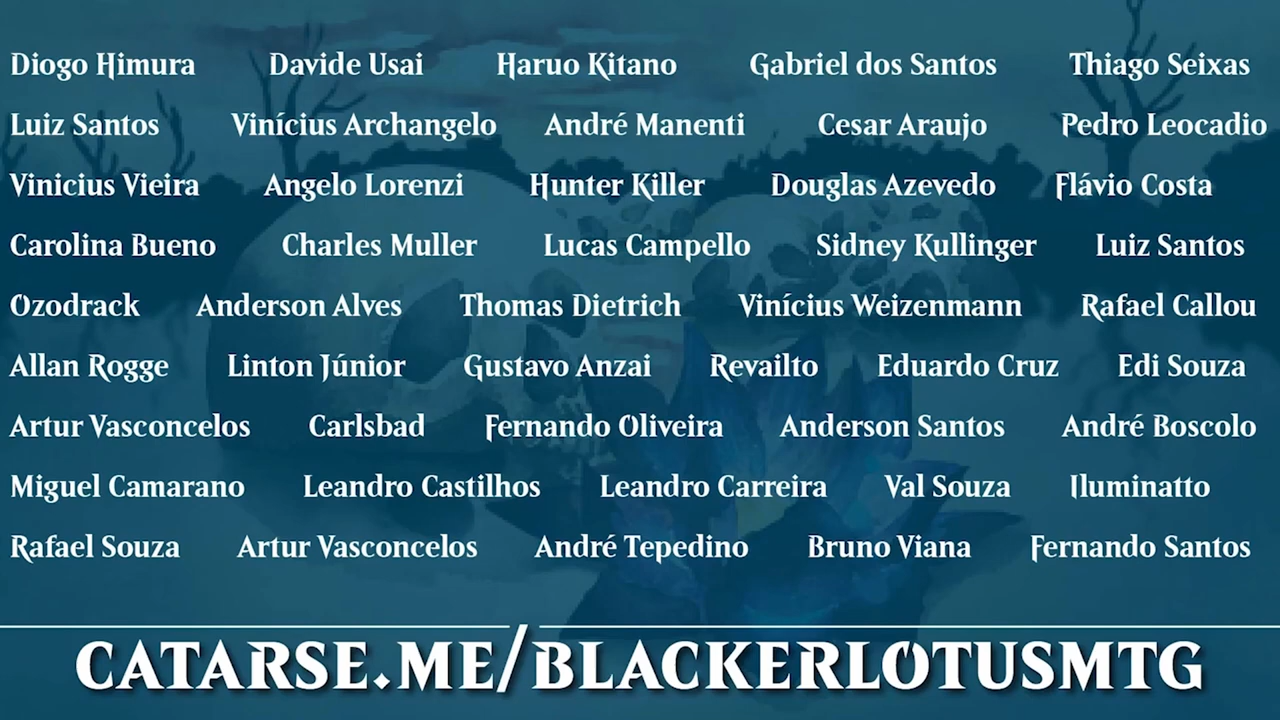 Diogo Himura Davide Usai Haruo Kitano Gabriel dos Santos Thiago Seixas
Luiz Santos Vinícius Archangelo André Manenti Cesar Araujo Pedro Leocadio
Vinicius Vieira Angelo Lorenzi Hunter Killer Douglas Azevedo Flávio Costa
Carolina Bueno Charles Muller Lucas Campello Sidney Kullinger Luiz Santos
Ozodrack Anderson Alves Thomas Dietrich Vinícius Weizenmann Rafael Callou
Allan Rogge Linton Júnior Gustavo Anzai Revailto Eduardo Cruz Edi Souza
Artur Vasconcelos Carlsbad Fernando Oliveira Anderson Santos André Boscolo
Miguel Camarano Leandro Castilhos Leandro Carreira Val Souza Iluminatto
Rafael Souza Artur Vasconcelos André Tepedino Bruno Viana Fernando Santos
CATARSE.ME/BLACKERLOTUSMTG